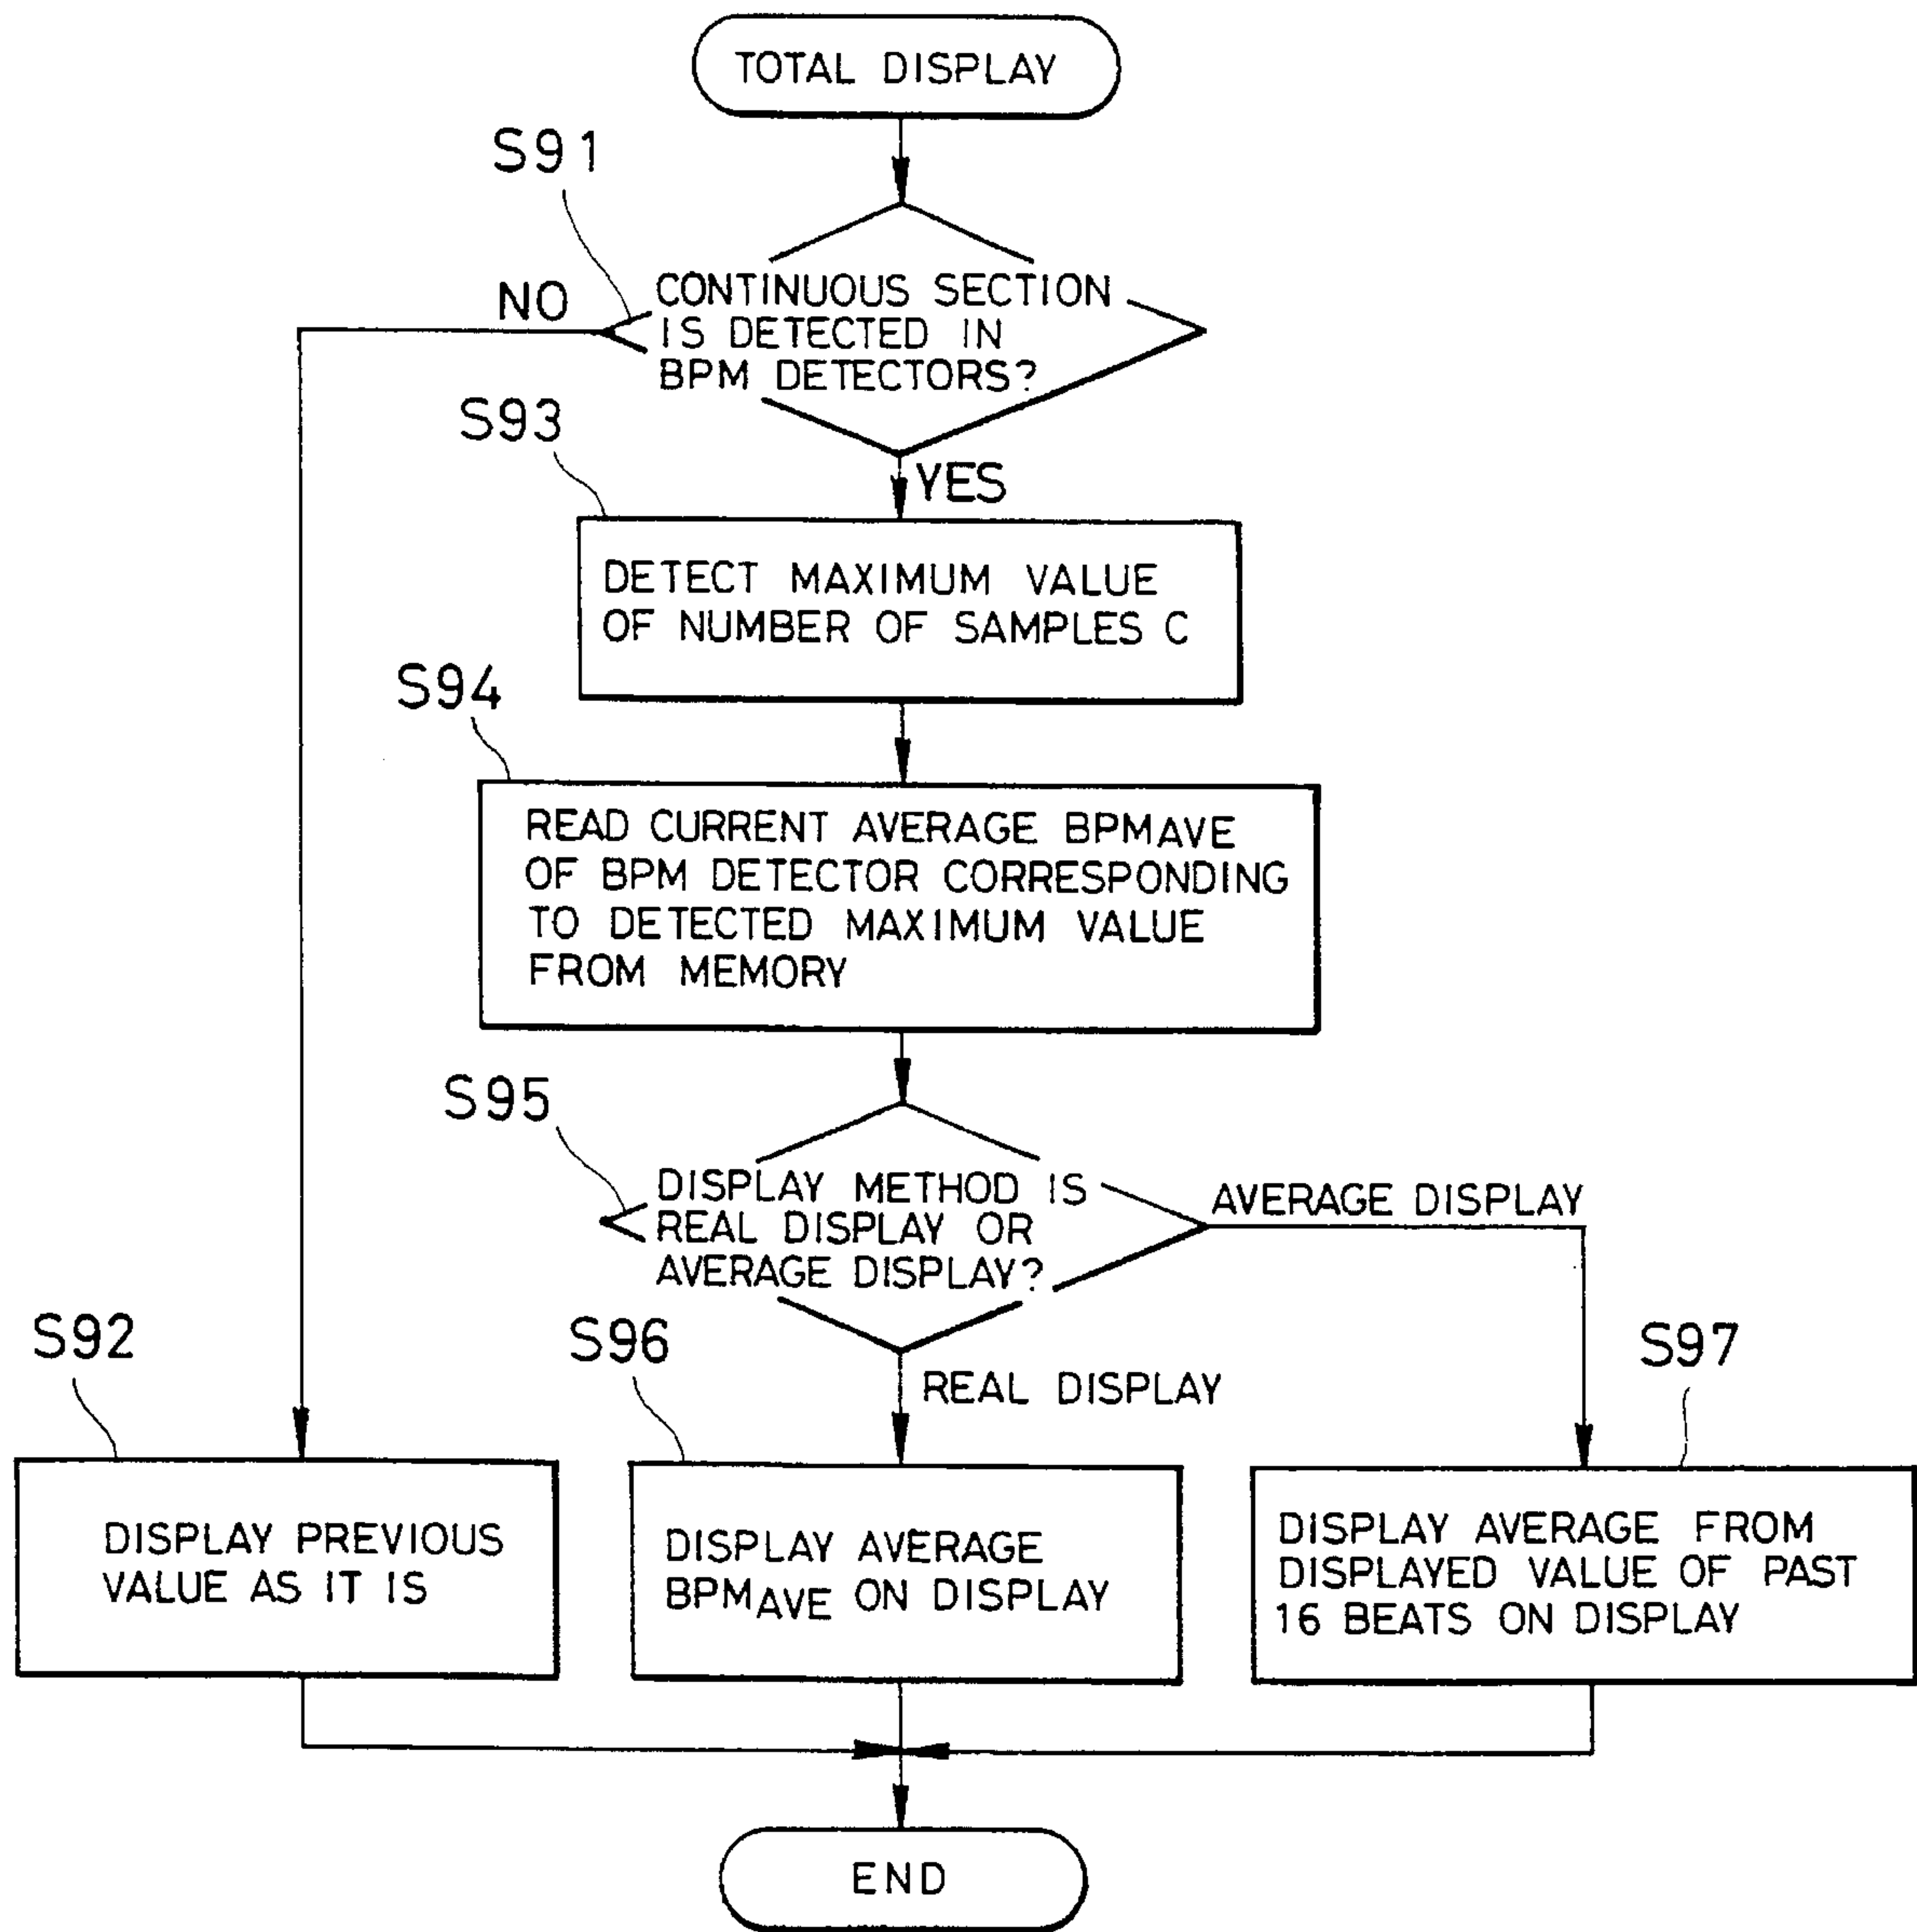 TOTAL DISPLAY
S91
NO
CONTINUOUS SECTION
IS DETECTED IN
BPM DETECTORS?
S93
YES
DETECT MAXIMUM VALUE
OF NUMBER OF SAMPLES C
S94
READ CURRENT AVERAGE BPMAVE
OF BPM DETECTOR CORRESPONDING
TO DETECTED MAXIMUM VALUE
FROM MEMORY
S95
DISPLAY METHOD IS
REAL DISPLAY OR
AVERAGE DISPLAY?
AVERAGE DISPLAY
S92
S96
REAL DISPLAY
S97
DISPLAY PREVIOUS
VALUE AS IT IS
DISPLAY AVERAGE
BPMAVE ON DISPLAY
DISPLAY AVERAGE FROM
DISPLAYED VALUE OF PAST
16 BEATS ON DISPLAY
END